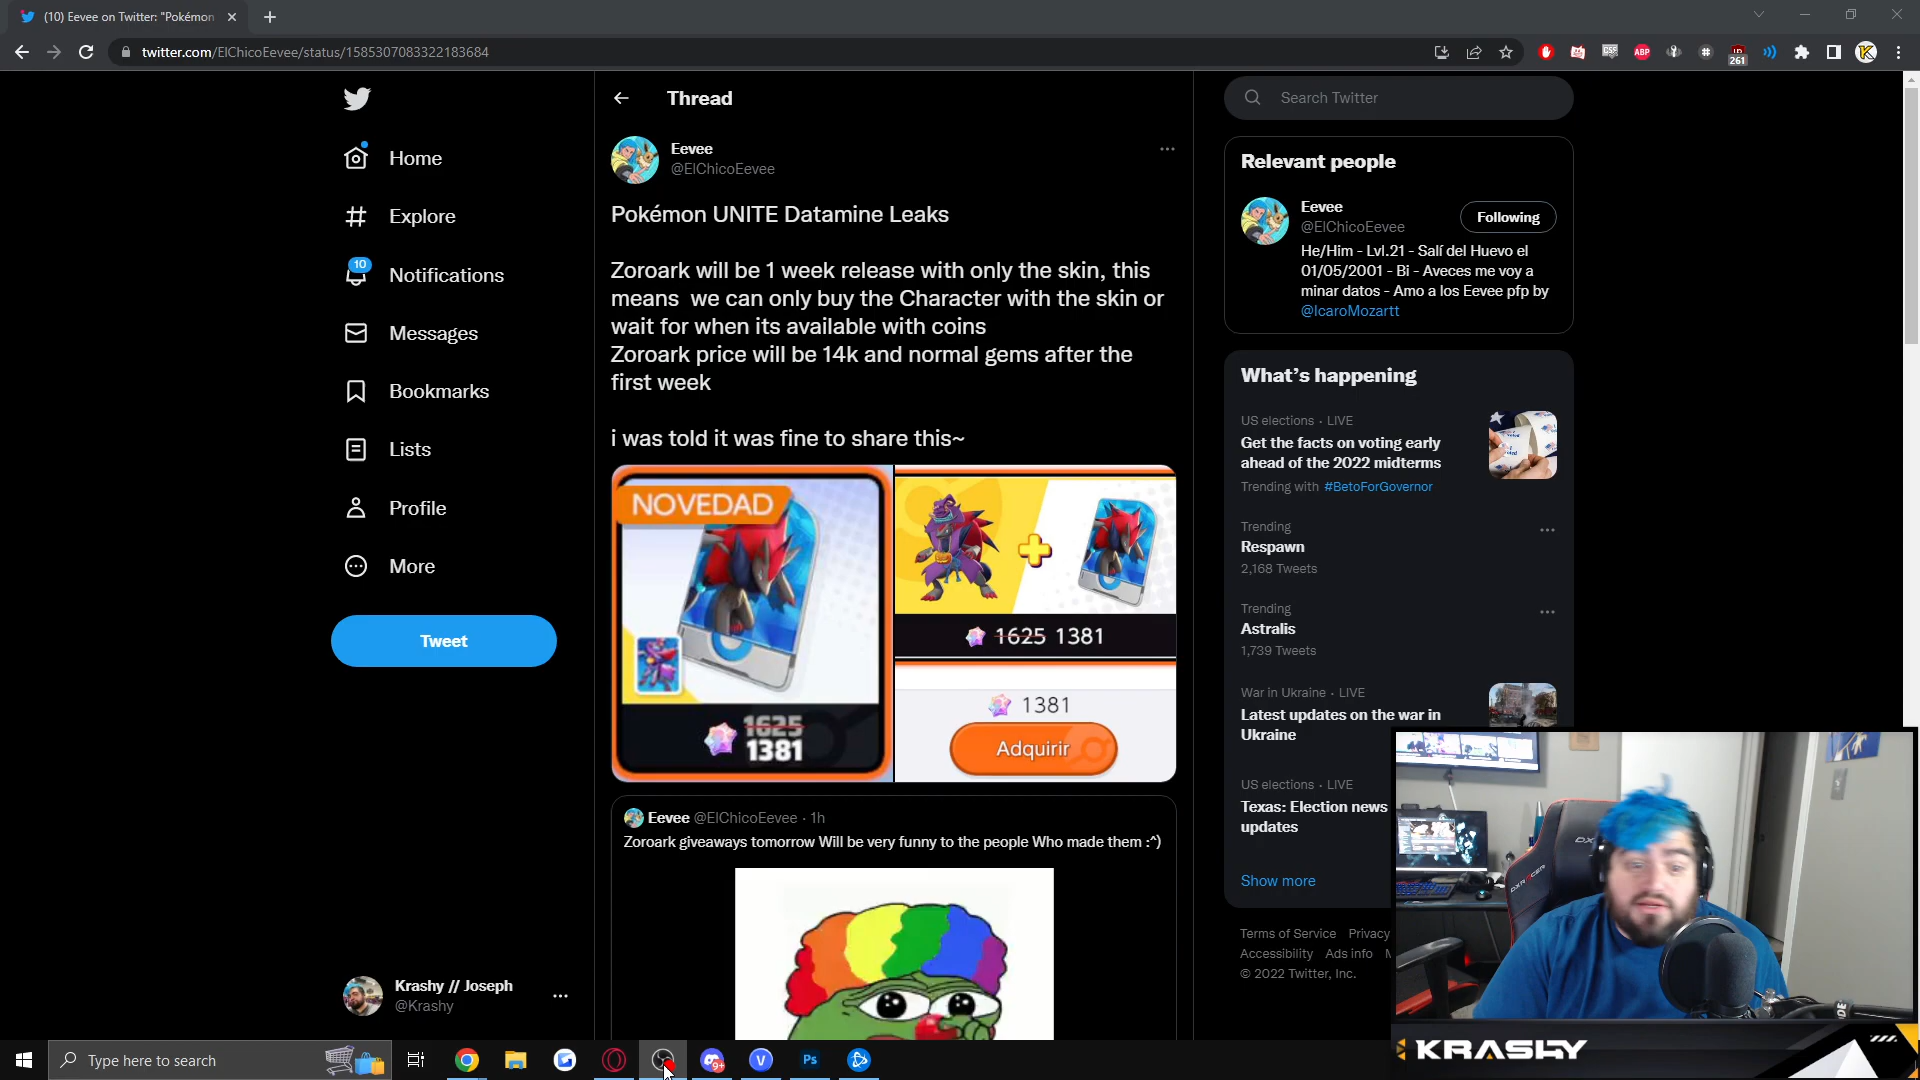 (10) Eevee on Twitter: "Pokémon
twitter.com/ElChicoEevee/status/1585307083322183684
ABP
261
Home
Explore
10
Notifications
Messages
Bookmarks
Lists
Profile
More
Tweet
Krashy // Joseph
@Krashy
Thread
Eevee
@ElChicoEevee
Pokémon UNITE Datamine Leaks
Zoroark will be 1 week release with only the skin, this
means we can only buy the Character with the skin or
wait for when its available with coins
Zoroark price will be 14k and normal gems after the
first week
i was told it was fine to share this~
NOVEDAD
1625
1381
1625 1381
1381
Adquirir
Eevee @ElChicoEevee · 1h
Zoroark giveaways tomorrow Will be very funny to the people Who made them :^)
Search Twitter
Relevant people
Eevee
@ElChicoEevee
Following
He/Him - Lvl.21 - Salí del Huevo el
01/05/2001 - Bi - Aveces me voy a
minar datos - Amo a los Eevee pfp by
@IcaroMozartt
What's happening
US elections · LIVE
Get the facts on voting early
ahead of the 2022 midterms
Trending with #BetoForGovernor
Trending
Respawn
2,168 Tweets
Trending
Astralis
1,739 Tweets
War in Ukraine · LIVE
Latest updates on the war in
Ukraine
US elections · LIVE
Texas: Election news
updates
Show more
Terms of Service Privacy
Accessibility Ads info
© 2022 Twitter, Inc.
DXRACER
KRASHY
Type here to search
9+
V
Ps